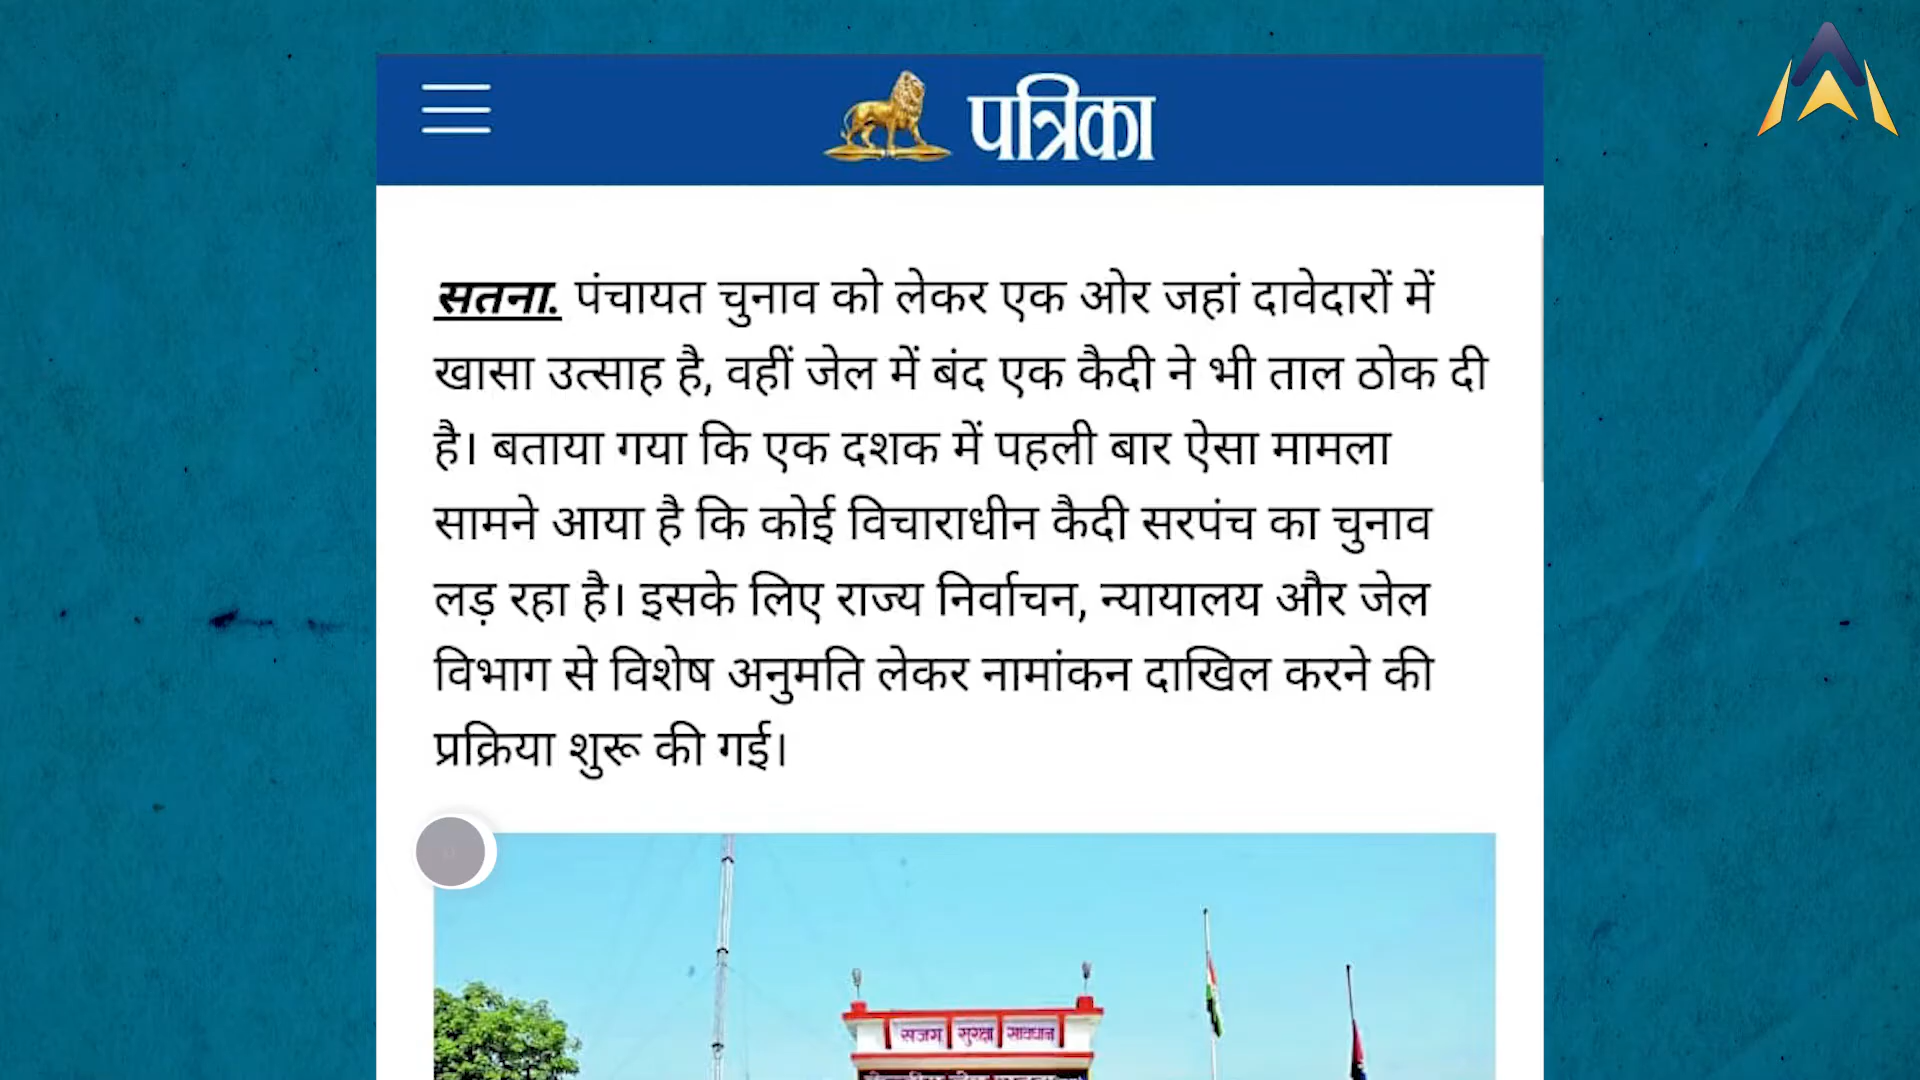 पत्रिका
सतना. पंचायत चुनाव को लेकर एक ओर जहां दावेदारों में
खासा उत्साह है, वहीं जेल में बंद एक कैदी ने भी ताल ठोक दी
है। बताया गया कि एक दशक में पहली बार ऐसा मामला
सामने आया है कि कोई विचाराधीन कैदी सरपंच का चुनाव
लड़ रहा है। इसके लिए राज्य निर्वाचन, न्यायालय और जेल
विभाग से विशेष अनुमति लेकर नामांकन दाखिल करने की
प्रक्रिया शुरू की गई।
सजग सुरक्षा सावधान